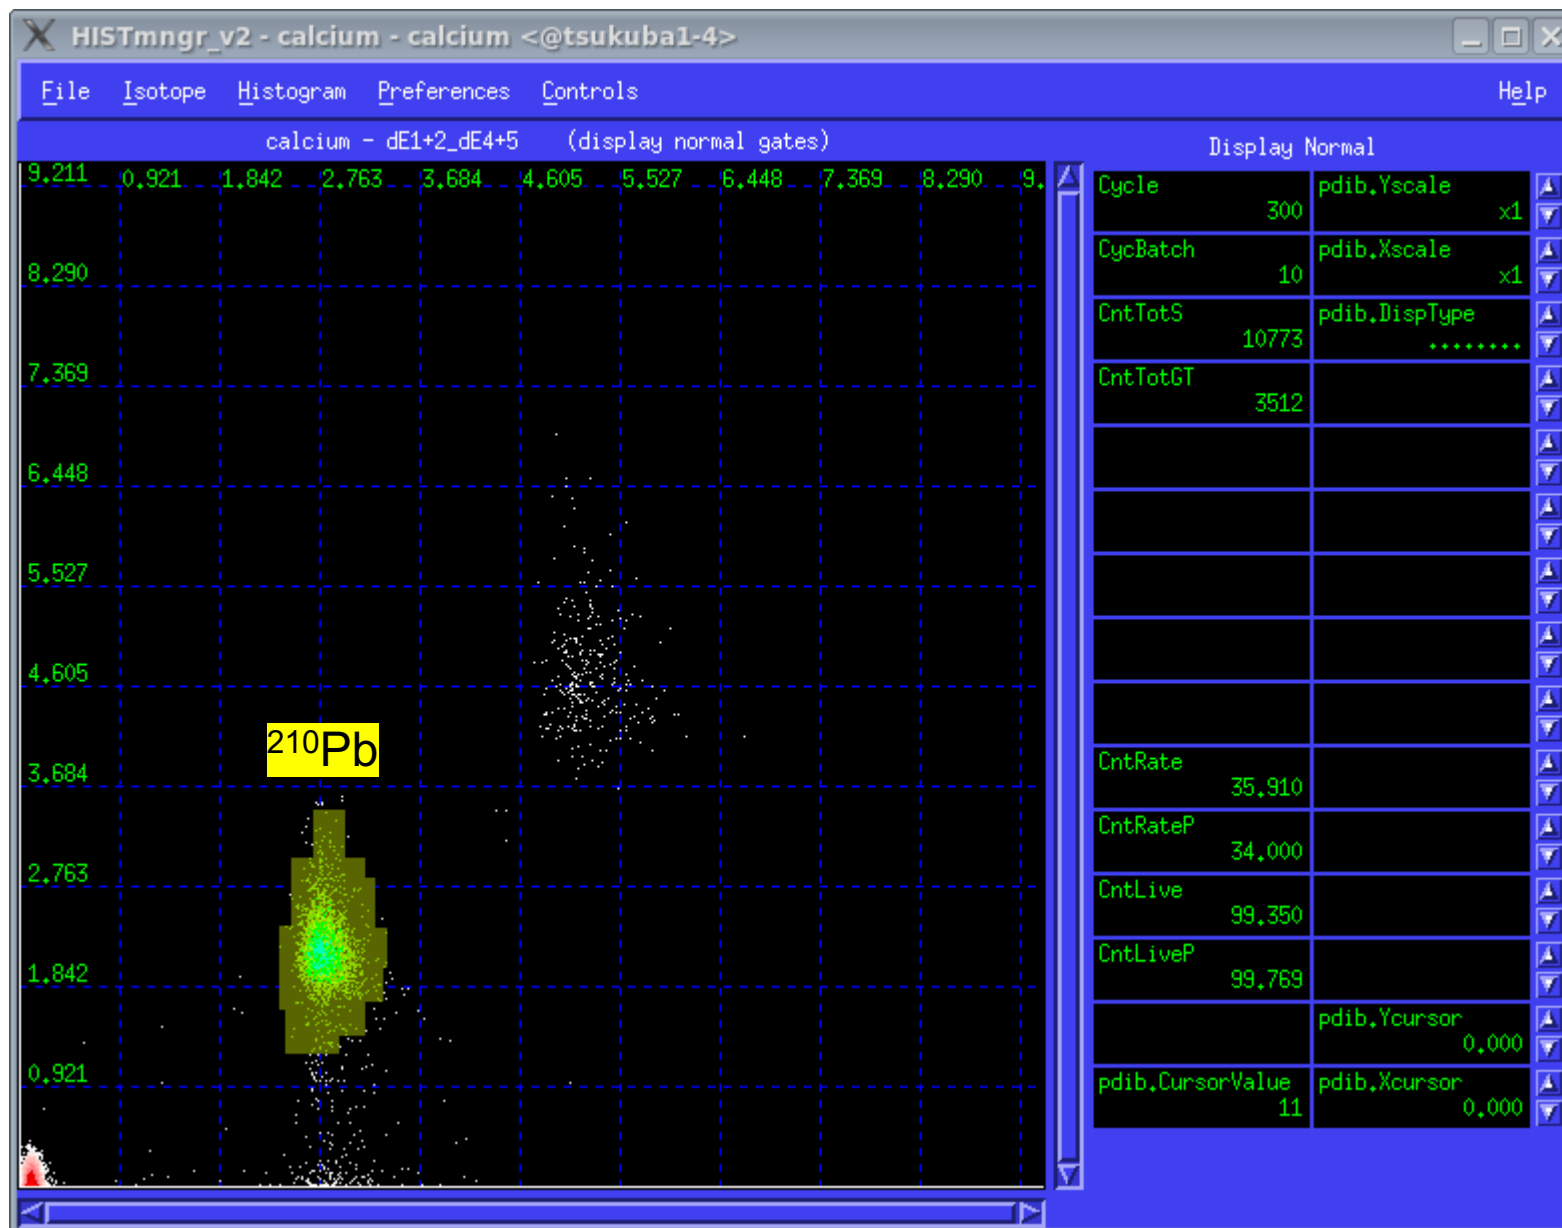 HISTmngr_v2 - calcium - calcium <@tsukuba1-4>
File Isotope Histogram Preferences Controls Help
calcium - dE1+2_dE4+5 (display normal gates)
Display Normal
9.211 0.921 1.842 2.763 3.684 4.605 5.527 6.448 7.369 8.290 9.
8.290
7.369
6.448
5.527
4.605
3.684
2.763
1.842
0.921
²¹⁰Pb
Cycle pdib.Yscale
300 x1
CycBatch pdib.Xscale
10 x1
CntTotS pdib.DispType
10773 ........
CntTotGT
3512
CntRate
35.910
CntRateP
34.000
CntLive
99.350
CntLiveP
99.769
pdib.Ycursor
0.000
pdib.CursorValue pdib.Xcursor
11 0.000